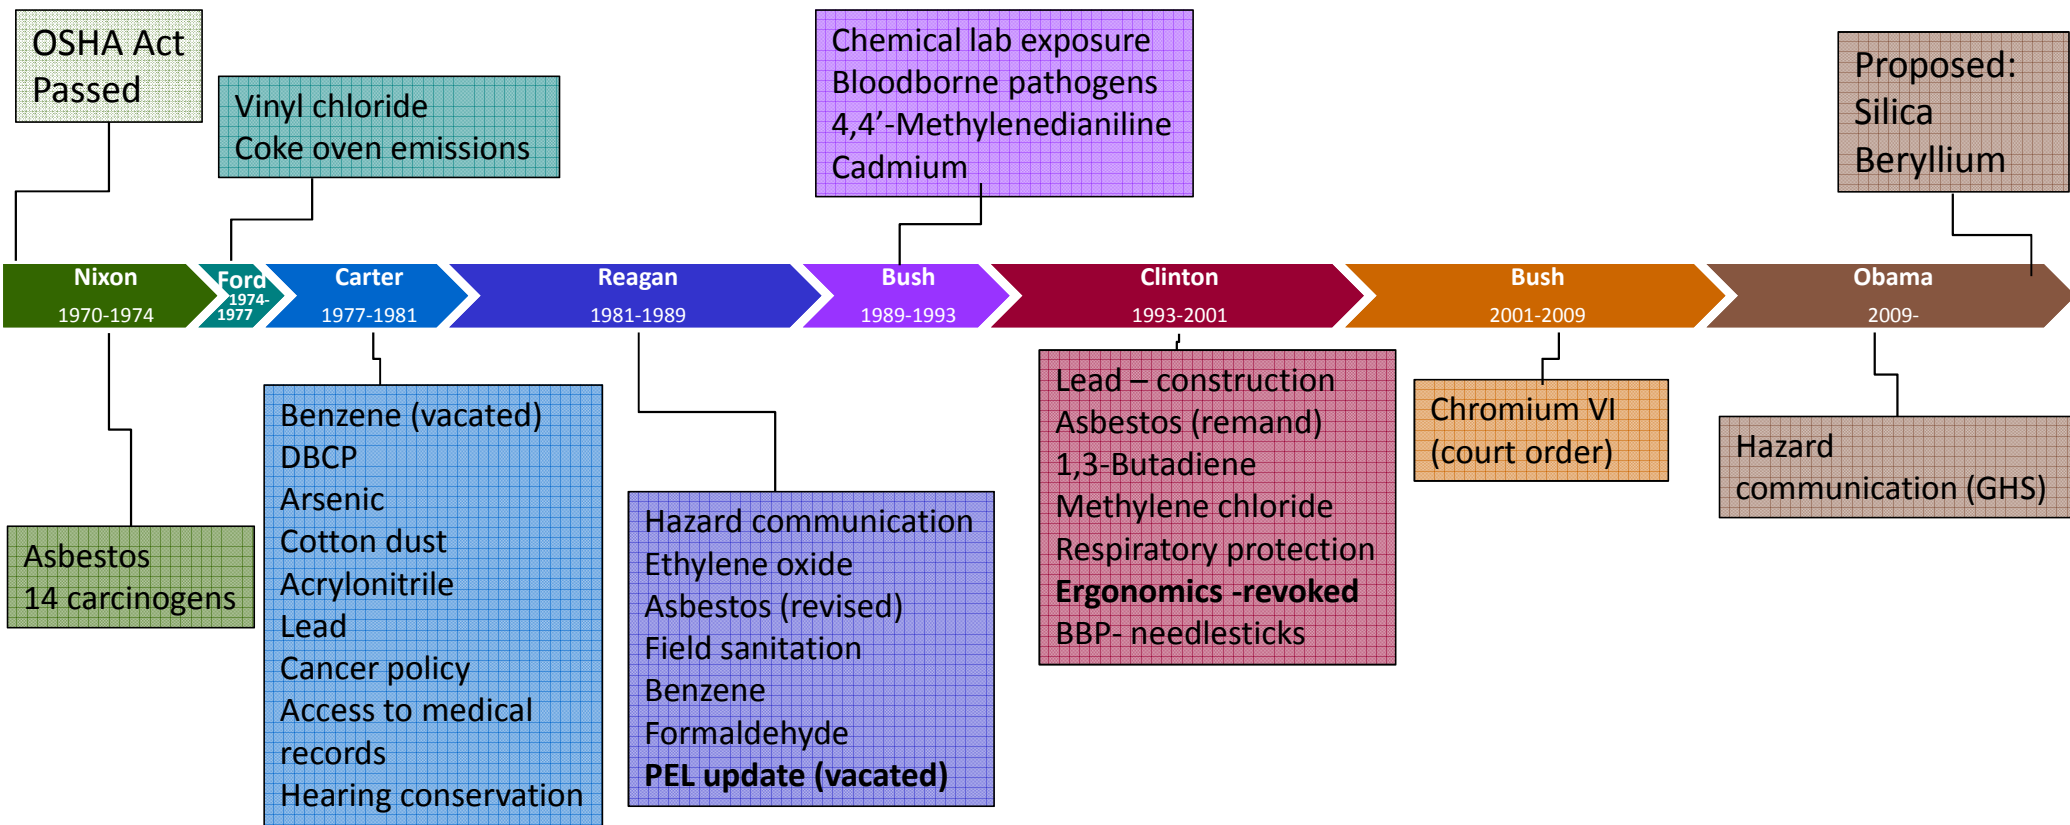 OSHA Act
Passed
Vinyl chloride
Coke oven emissions
Chemical lab exposure
Bloodborne pathogens
4,4’-Methylenedianiline
Cadmium
Proposed:
Silica
Beryllium
Nixon
1970-1974
Ford
1974-
1977
Carter
1977-1981
Reagan
1981-1989
Bush
1989-1993
Clinton
1993-2001
Bush
2001-2009
Obama
2009-
Asbestos
14 carcinogens
Benzene (vacated)
DBCP
Arsenic
Cotton dust
Acrylonitrile
Lead
Cancer policy
Access to medical
records
Hearing conservation
Hazard communication
Ethylene oxide
Asbestos (revised)
Field sanitation
Benzene
Formaldehyde
PEL update (vacated)
Lead – construction
Asbestos (remand)
1,3-Butadiene
Methylene chloride
Respiratory protection
Ergonomics -revoked
BBP- needlesticks
Chromium VI
(court order)
Hazard
communication (GHS)